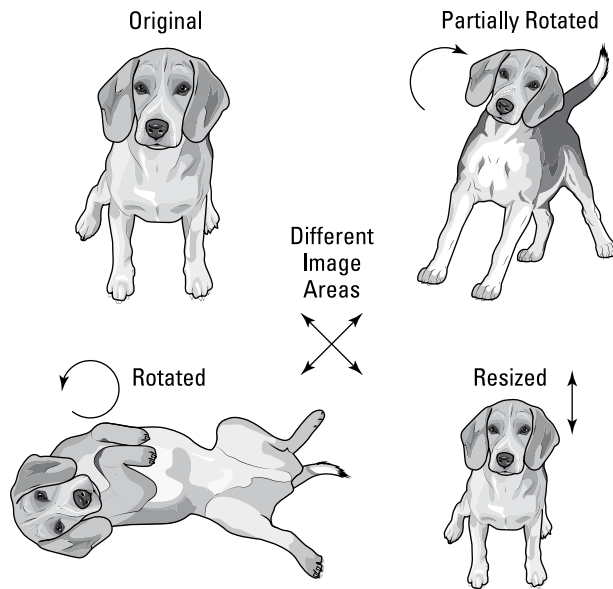 Original
Partially Rotated
Different
Image
Areas
Rotated
Resized